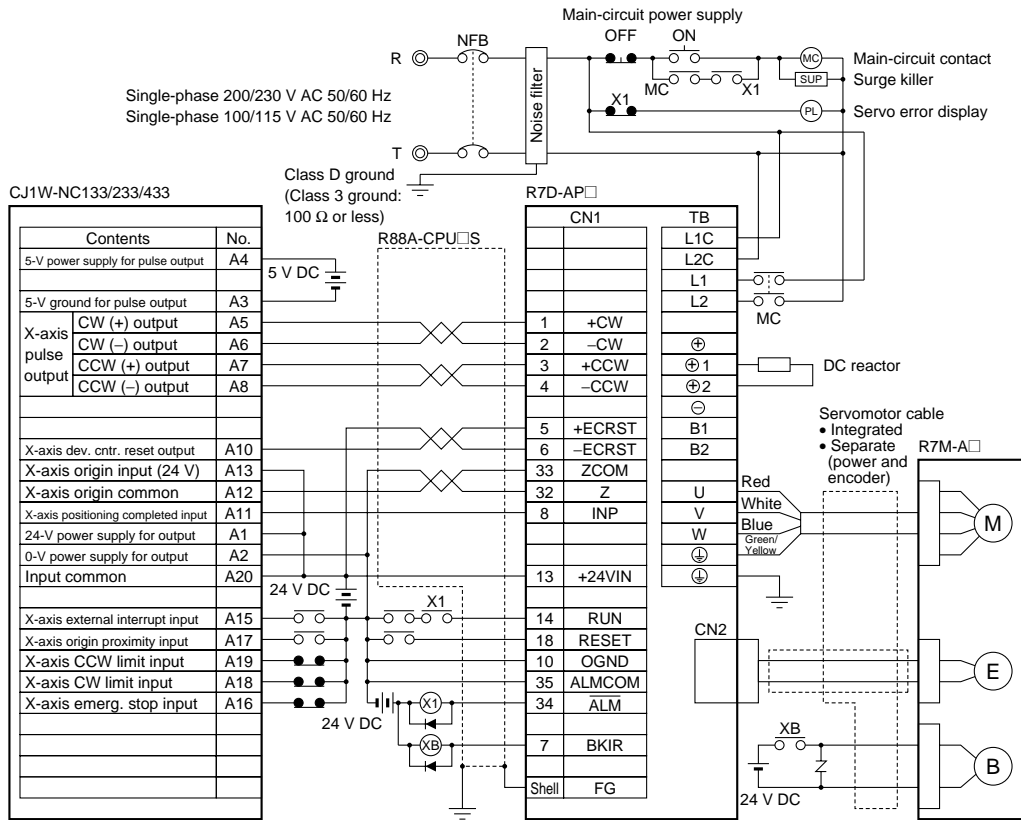 Main-circuit power supply
OFF
ON
NFB
R
MC
Main-circuit contact
SUP
Surge killer
MC
X1
X1
PL
Servo error display
Noise filter
Single-phase 200/230 V AC 50/60 Hz
Single-phase 100/115 V AC 50/60 Hz
T
Class D ground
(Class 3 ground:
100 Ω or less)
CJ1W-NC133/233/433
R7D-AP□
R88A-CPU□S
Contents No.
5-V power supply for pulse output A4
5-V ground for pulse output A3
X-axis
pulse
output
CW (+) output A5
CW (−) output A6
CCW (+) output A7
CCW (−) output A8
X-axis dev. cntr. reset output A10
X-axis origin input (24 V) A13
X-axis origin common A12
X-axis positioning completed input A11
24-V power supply for output A1
0-V power supply for output A2
Input common A20
X-axis external interrupt input A15
X-axis origin proximity input A17
X-axis CCW limit input A19
X-axis CW limit input A18
X-axis emerg. stop input A16
5 V DC
24 V DC
X1
24 V DC
X1
XB
CN1
1 +CW
2 −CW
3 +CCW
4 −CCW
5 +ECRST
6 −ECRST
33 ZCOM
32 Z
8 INP
13 +24VIN
14 RUN
18 RESET
10 OGND
35 ALMCOM
34 ALM
7 BKIR
Shell FG
TB
L1C
L2C
L1
L2
⊕
⊕ 1
⊕ 2
⊖
B1
B2
U
V
W
MC
DC reactor
Red
White
Blue
Green/
Yellow
Servomotor cable
• Integrated
• Separate
(power and
encoder)
R7M-A□
M
CN2
E
XB
24 V DC
B